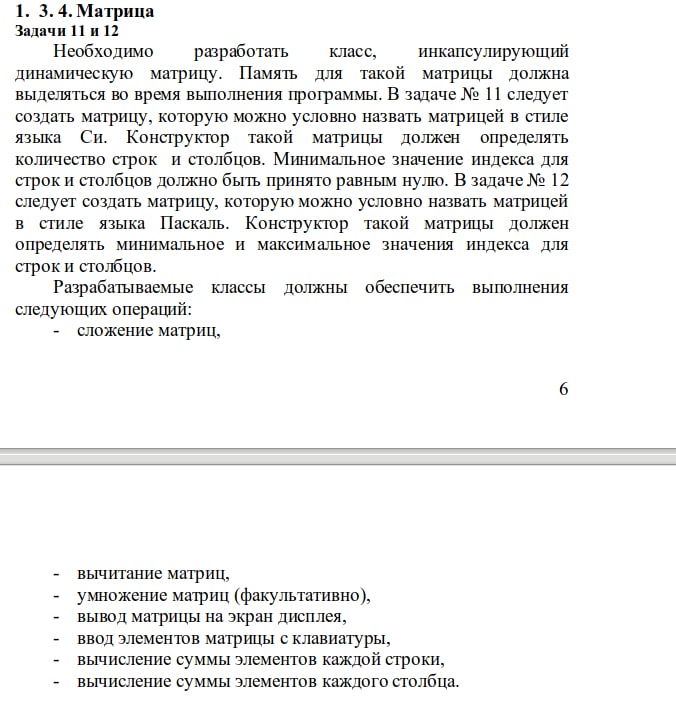 1. 3. 4. Матрица
Задачи 11 и 12
Необходимо разработать класс, инкапсулирующий
динамическую матрицу. Память для такой матрицы должна
выделяться во время выполнения программы. В задаче № 11 следует
создать матрицу, которую можно условно назвать матрицей в стиле
языка Си. Конструктор такой матрицы должен определять
количество строк и столбцов. Минимальное значение индекса для
строк и столбцов должно быть принято равным нулю. В задаче № 12
следует создать матрицу, которую можно условно назвать матрицей
в стиле языка Паскаль. Конструктор такой матрицы должен
определять минимальное и максимальное значения индекса для
строк и столбцов.
Разрабатываемые классы должны обеспечить выполнения
следующих операций:
- сложение матриц,
6
- вычитание матриц,
- умножение матриц (факультативно),
- вывод матрицы на экран дисплея,
- ввод элементов матрицы с клавиатуры,
- вычисление суммы элементов каждой строки,
- вычисление суммы элементов каждого столбца.